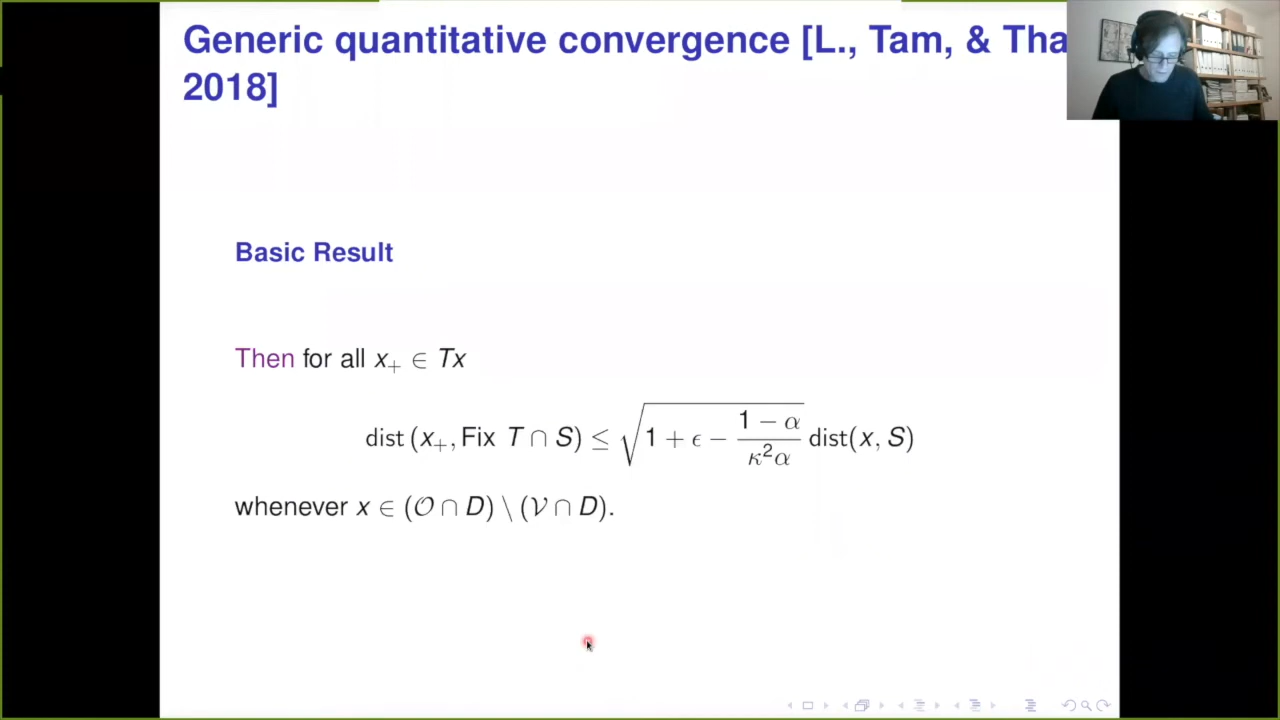 Generic quantitative convergence [L., Tam, & Tha
2018]
Basic Result
Then for all x₊ ∈ Tx
dist (x₊, Fix T ∩ S) ≤ √(1 + ϵ − (1 − α)/(κ²α)) dist(x, S)
whenever x ∈ (𝒪 ∩ D) \ (𝒱 ∩ D).